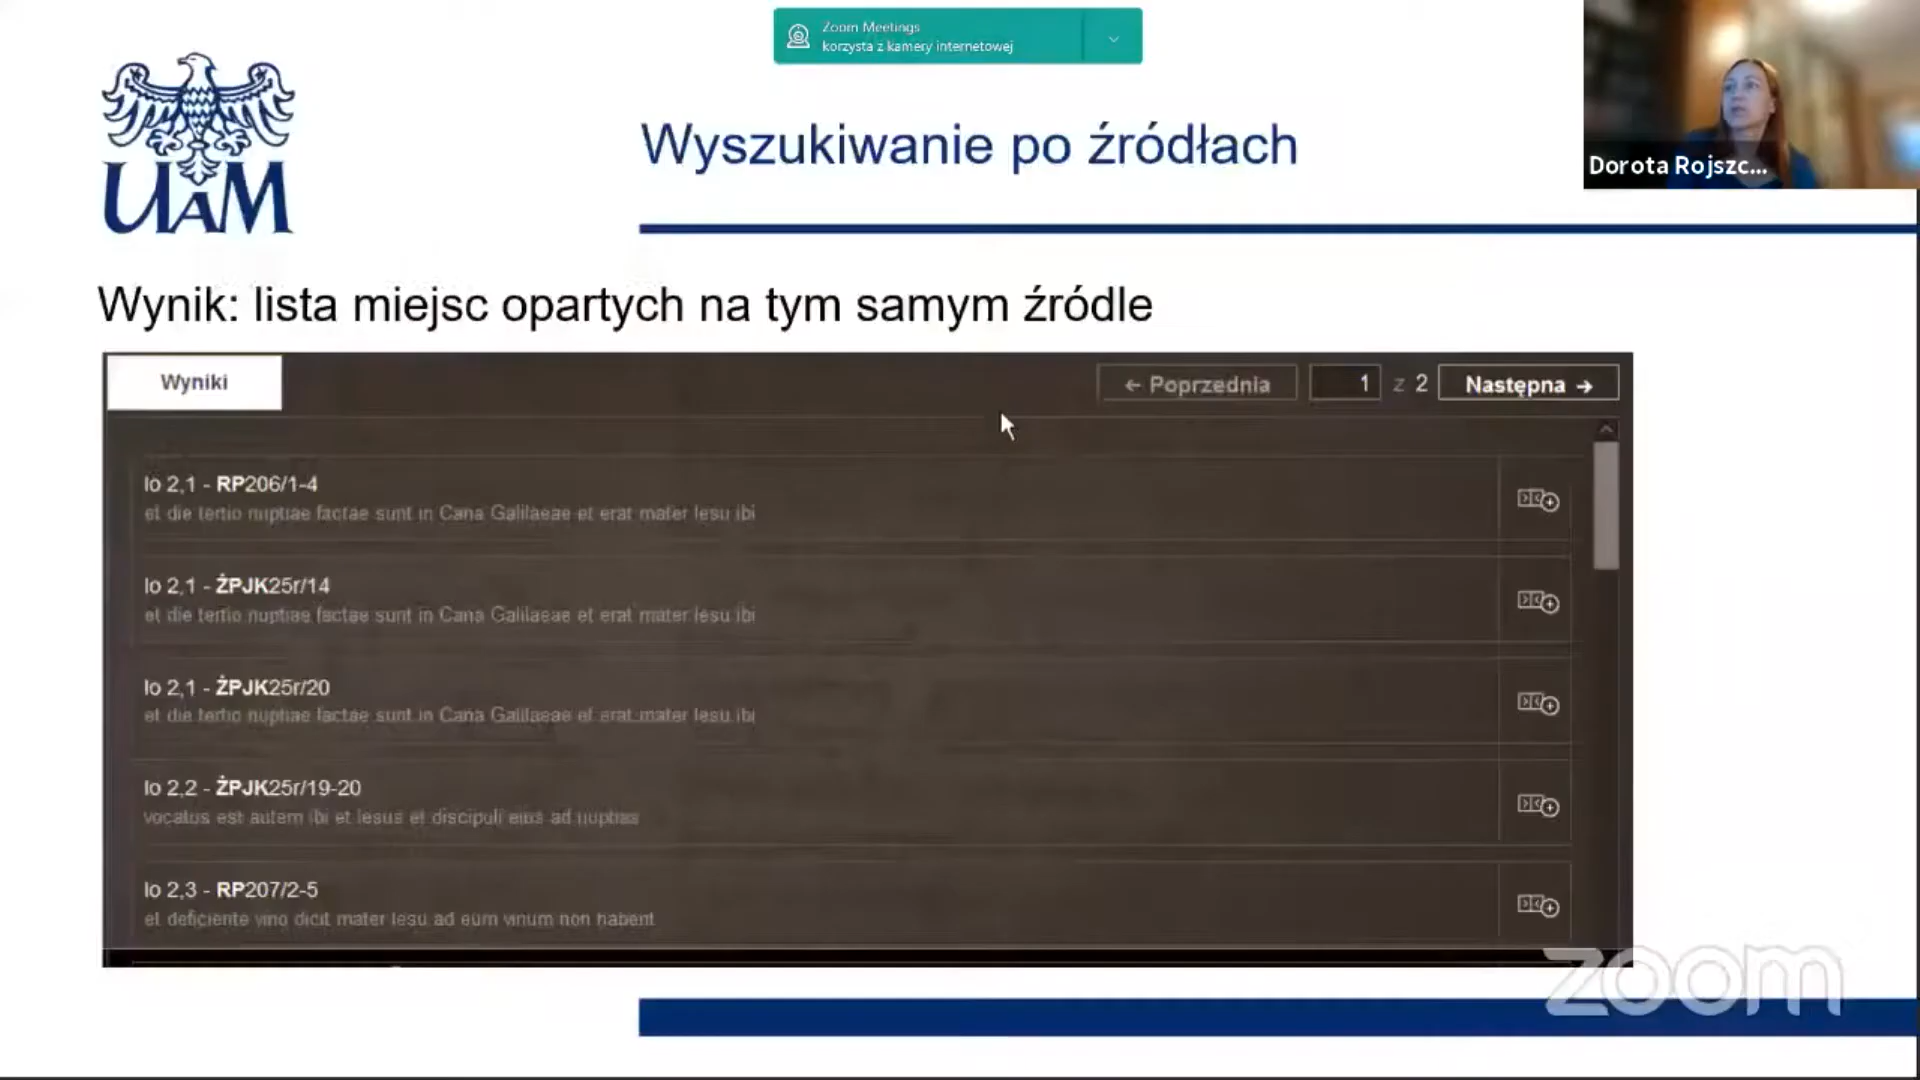 Zoom Meetings
korzysta z kamery internetowej
UAM
Wyszukiwanie po źródłach
Dorota Rojszc...
Wynik: lista miejsc opartych na tym samym źródle
Wyniki
← Poprzednia 1 z 2 Następna →
Io 2,1 - RP206/1-4
et die tertio nuptiae factae sunt in Cana Galilaeae et erat mater Iesu ibi
Io 2,1 - ŻPJK25r/14
et die tertio nuptiae factae sunt in Cana Galilaeae et erat mater Iesu ibi
Io 2,1 - ŻPJK25r/20
et die tertio nuptiae factae sunt in Cana Galilaeae et erat mater Iesu ibi
Io 2,2 - ŻPJK25r/19-20
vocatus est autem ibi et Iesus et discipuli eius ad nuptias
Io 2,3 - RP207/2-5
et deficiente vino dicit mater Iesu ad eum vinum non habent
zoom